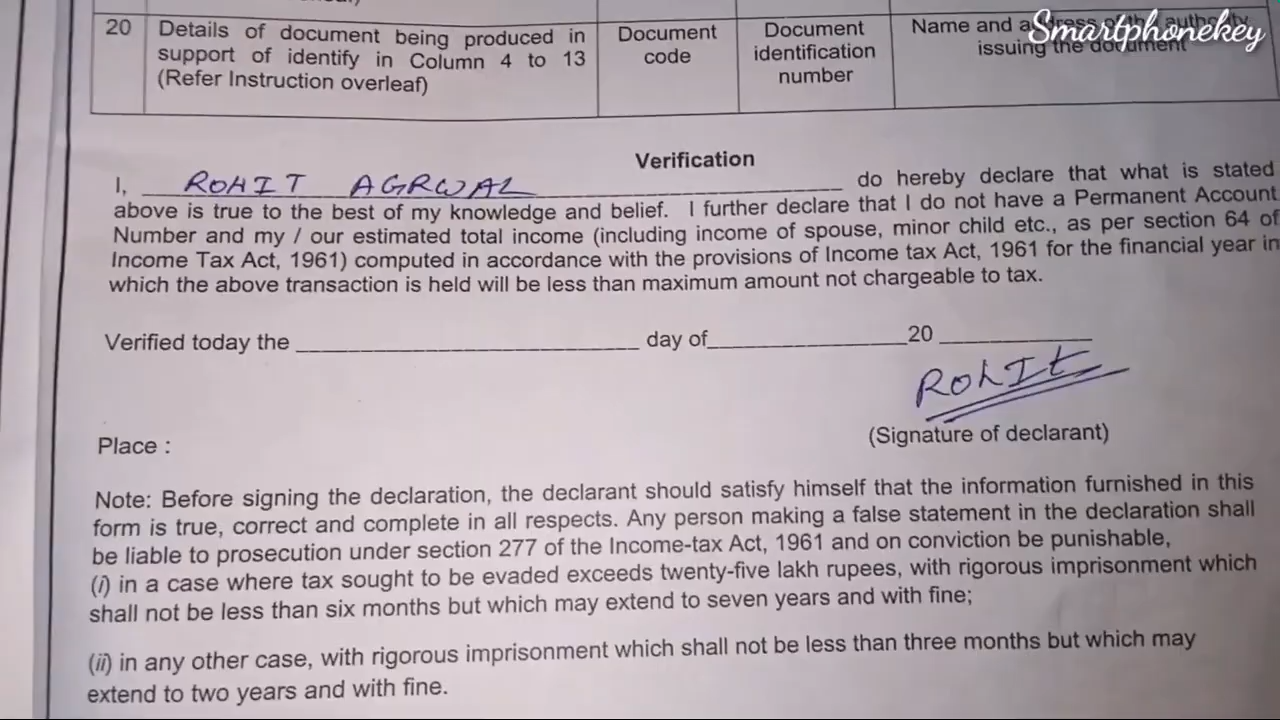 Smartphonekey
20 Details of document being produced in support of identify in Column 4 to 13 (Refer Instruction overleaf)
Document code
Document identification number
Name and address of the authority issuing the document
Verification
I, ROHIT AGRWAL do hereby declare that what is stated
above is true to the best of my knowledge and belief. I further declare that I do not have a Permanent Account
Number and my / our estimated total income (including income of spouse, minor child etc., as per section 64 of
Income Tax Act, 1961) computed in accordance with the provisions of Income tax Act, 1961 for the financial year in
which the above transaction is held will be less than maximum amount not chargeable to tax.
Verified today the ____________ day of____________20 ________
ROhIt
Place :
(Signature of declarant)
Note: Before signing the declaration, the declarant should satisfy himself that the information furnished in this
form is true, correct and complete in all respects. Any person making a false statement in the declaration shall
be liable to prosecution under section 277 of the Income-tax Act, 1961 and on conviction be punishable,
(i) in a case where tax sought to be evaded exceeds twenty-five lakh rupees, with rigorous imprisonment which
shall not be less than six months but which may extend to seven years and with fine;
(ii) in any other case, with rigorous imprisonment which shall not be less than three months but which may
extend to two years and with fine.